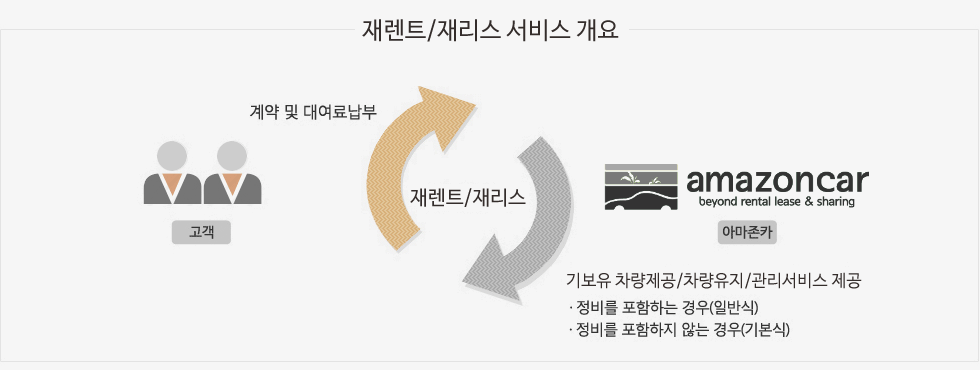 재렌트/재리스 서비스 개요
계약 및 대여료납부
재렌트/재리스
고객
amazoncar
beyond rental lease & sharing
아마존카
기보유 차량제공/차량유지/관리서비스 제공
· 정비를 포함하는 경우(일반식)
· 정비를 포함하지 않는 경우(기본식)